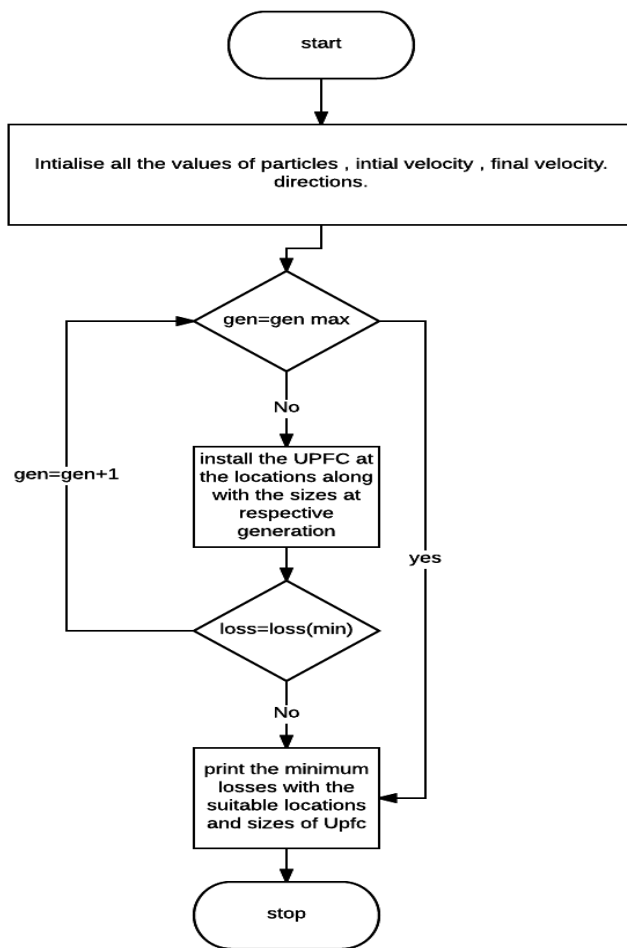 start
Intialise all the values of particles , intial velocity , final velocity.
directions.
gen=gen max
No
install the UPFC at
the locations along
with the sizes at
respective
generation
gen=gen+1
yes
loss=loss(min)
No
print the minimum
losses with the
suitable locations
and sizes of Upfc
stop